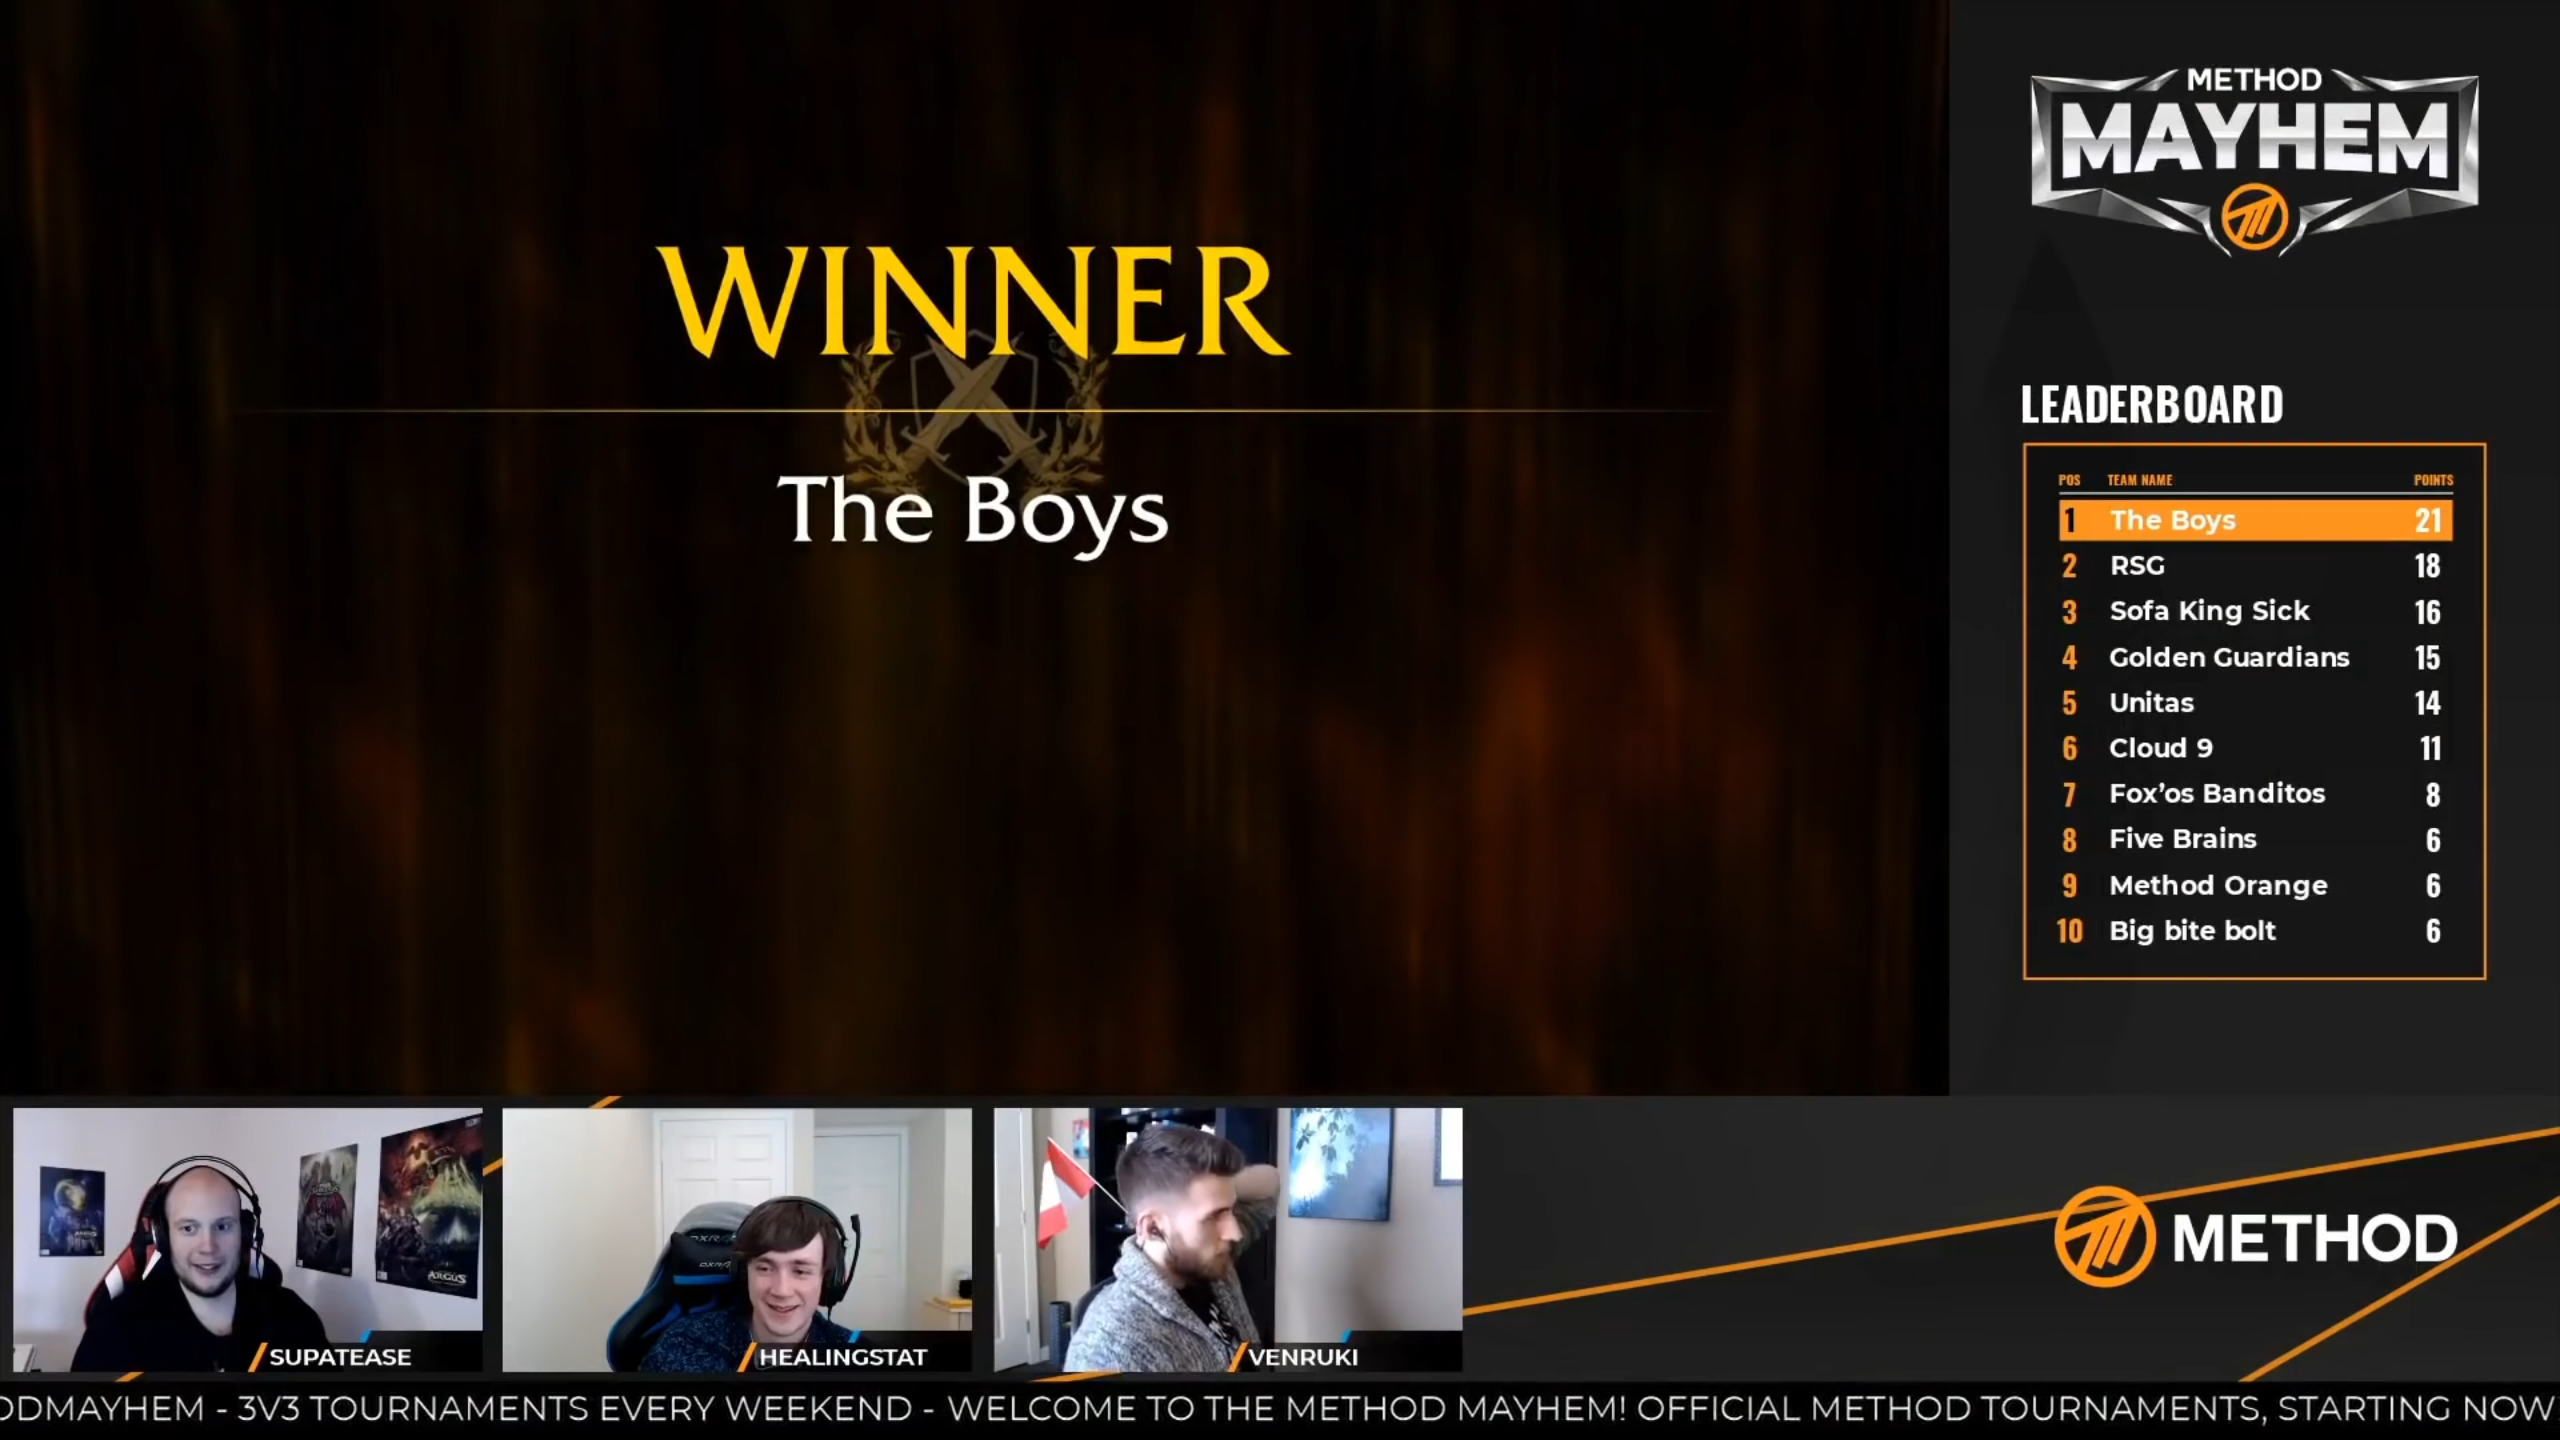 METHOD
MAYHEM
WINNER
The Boys
LEADERBOARD
POS TEAM NAME POINTS
1 The Boys 21
2 RSG 18
3 Sofa King Sick 16
4 Golden Guardians 15
5 Unitas 14
6 Cloud 9 11
7 Fox’os Banditos 8
8 Five Brains 6
9 Method Orange 6
10 Big bite bolt 6
ARGUS
SUPATEASE
HEALINGSTAT
VENRUKI
METHOD
ODMAYHEM - 3V3 TOURNAMENTS EVERY WEEKEND - WELCOME TO THE METHOD MAYHEM! OFFICIAL METHOD TOURNAMENTS, STARTING NOW